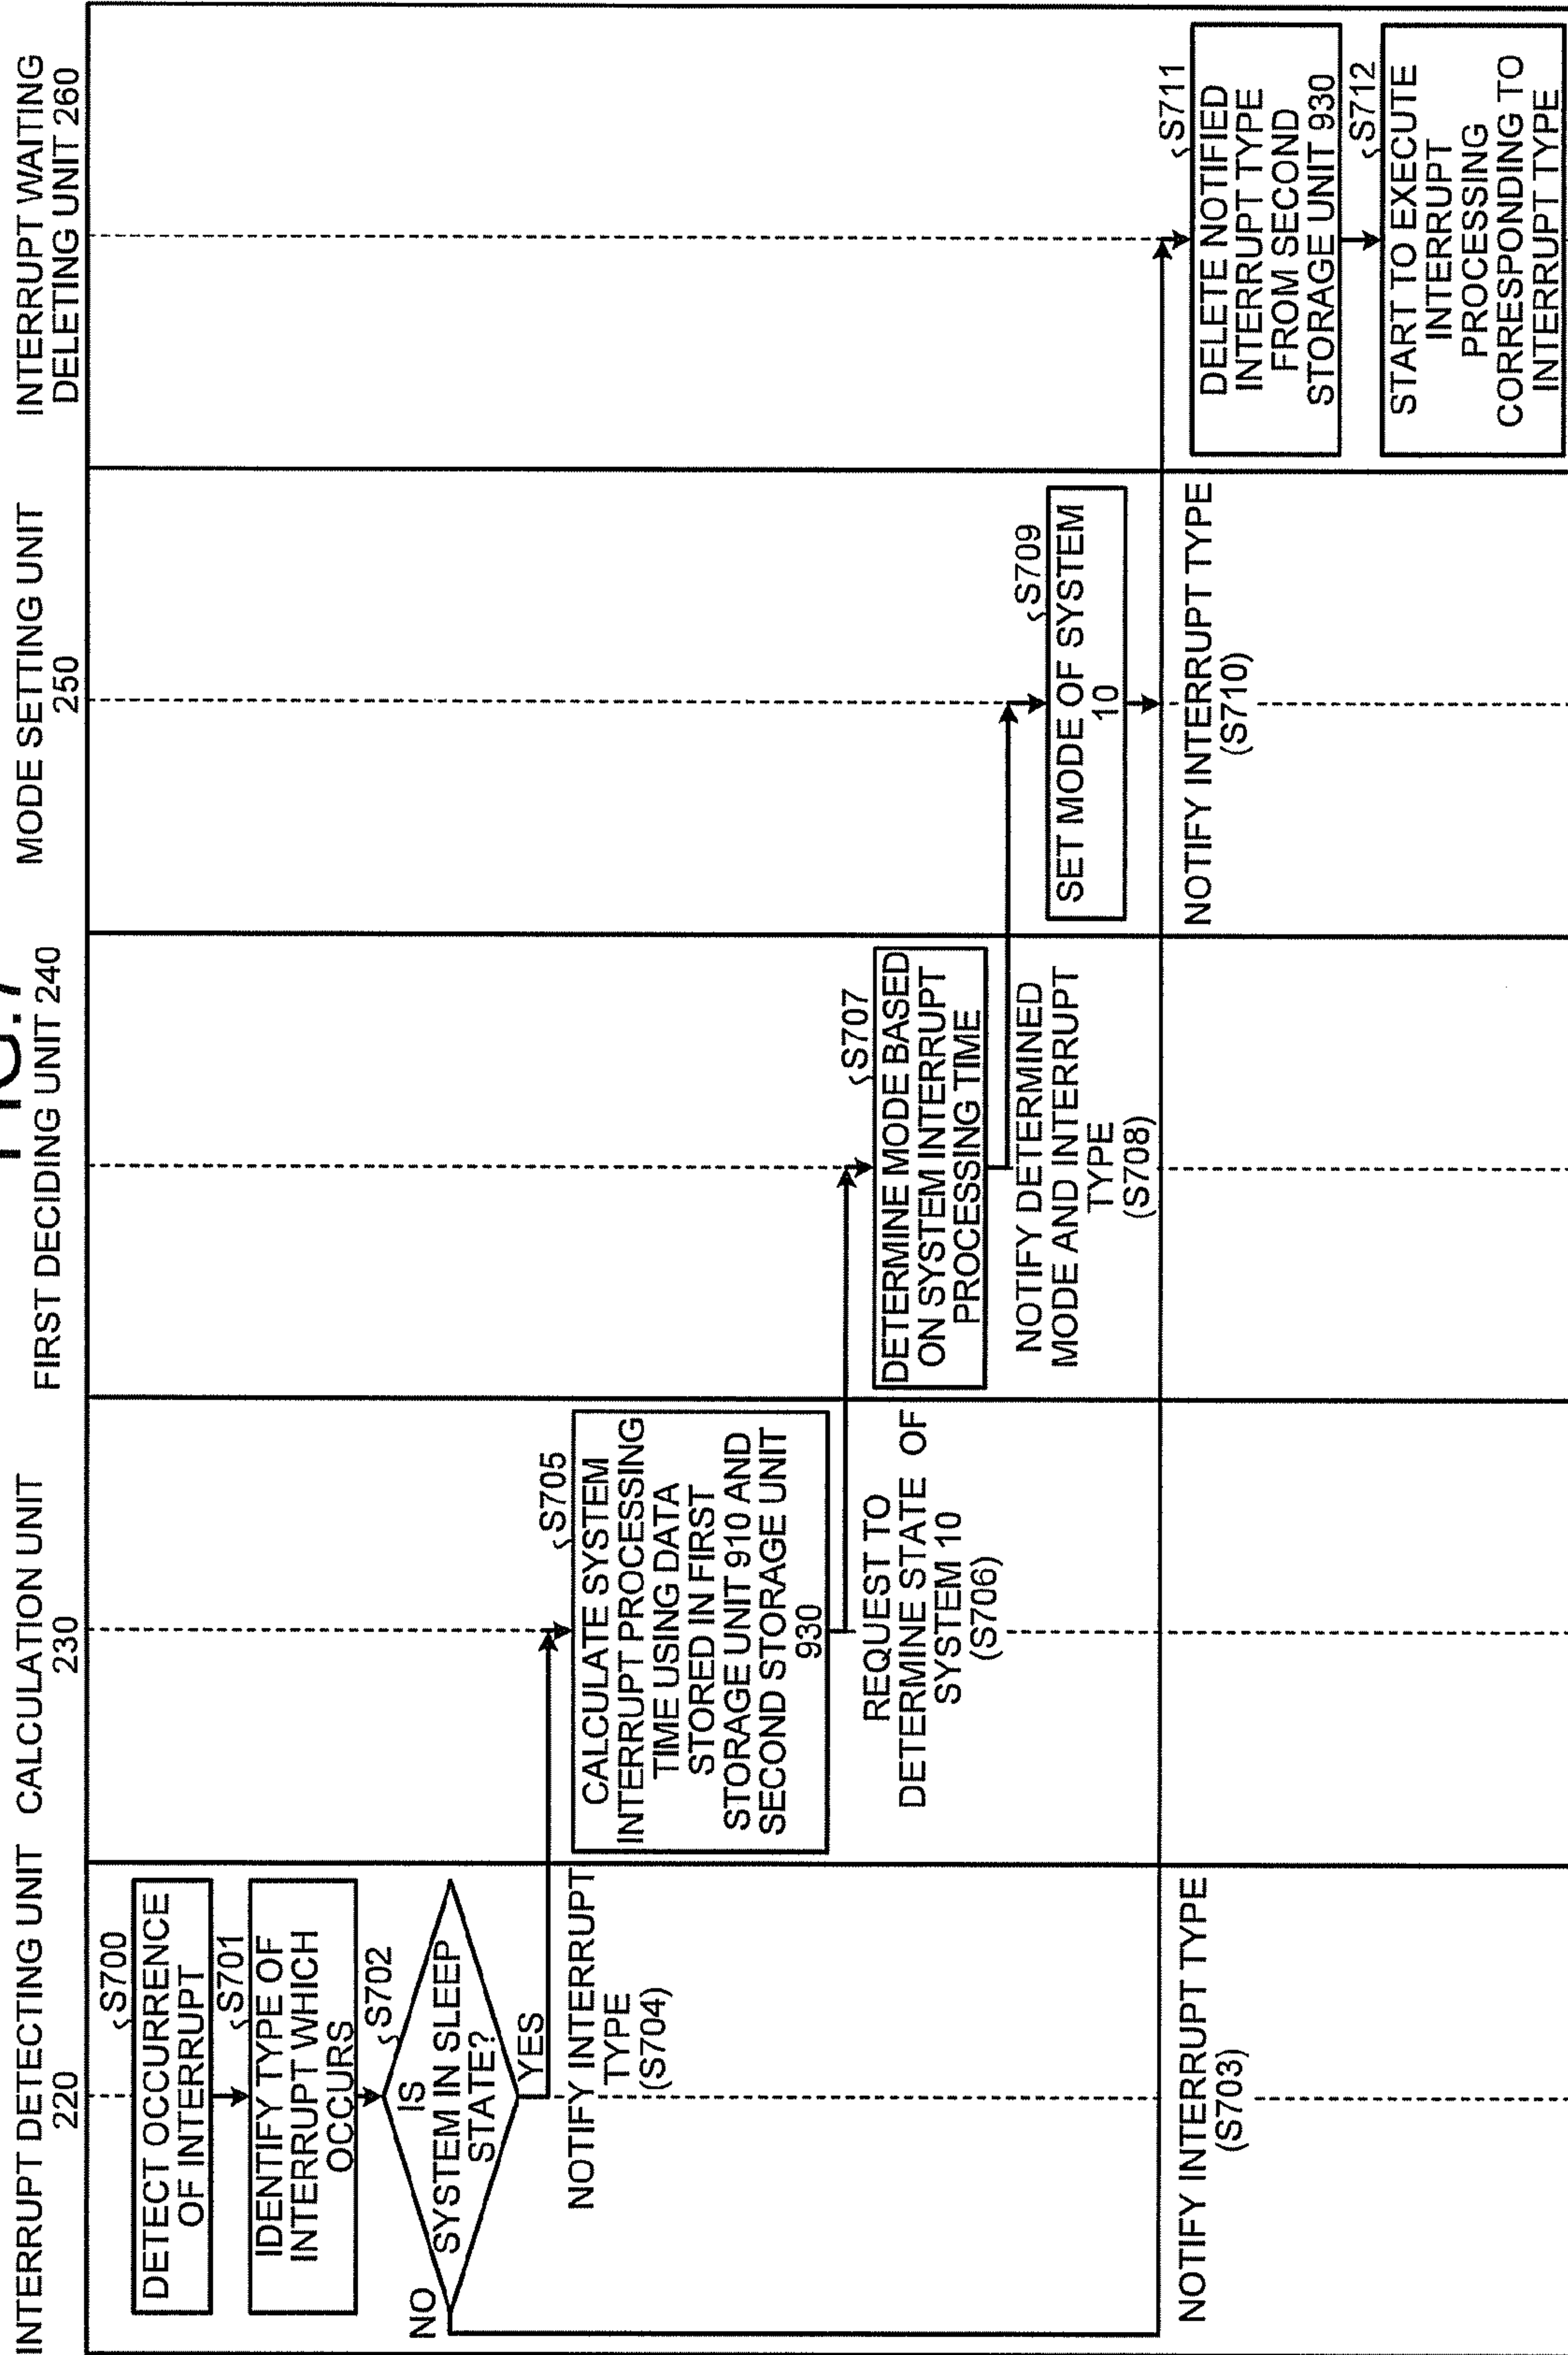 FIG.7
INTERRUPT DETECTING UNIT
220
CALCULATION UNIT
230
FIRST DECIDING UNIT 240
MODE SETTING UNIT
250
INTERRUPT WAITING
DELETING UNIT 260
S700
DETECT OCCURRENCE
OF INTERRUPT
S701
IDENTIFY TYPE OF
INTERRUPT WHICH
OCCURS
S702
IS
SYSTEM IN SLEEP
STATE?
NO
YES
NOTIFY INTERRUPT
TYPE
(S704)
S705
CALCULATE SYSTEM
INTERRUPT PROCESSING
TIME USING DATA
STORED IN FIRST
STORAGE UNIT 910 AND
SECOND STORAGE UNIT
930
REQUEST TO
DETERMINE STATE OF
SYSTEM 10
(S706)
S707
DETERMINE MODE BASED
ON SYSTEM INTERRUPT
PROCESSING TIME
NOTIFY DETERMINED
MODE AND INTERRUPT
TYPE
(S708)
S709
SET MODE OF SYSTEM
10
NOTIFY INTERRUPT TYPE
(S703)
NOTIFY INTERRUPT TYPE
(S710)
S711
DELETE NOTIFIED
INTERRUPT TYPE
FROM SECOND
STORAGE UNIT 930
S712
START TO EXECUTE
INTERRUPT
PROCESSING
CORRESPONDING TO
INTERRUPT TYPE